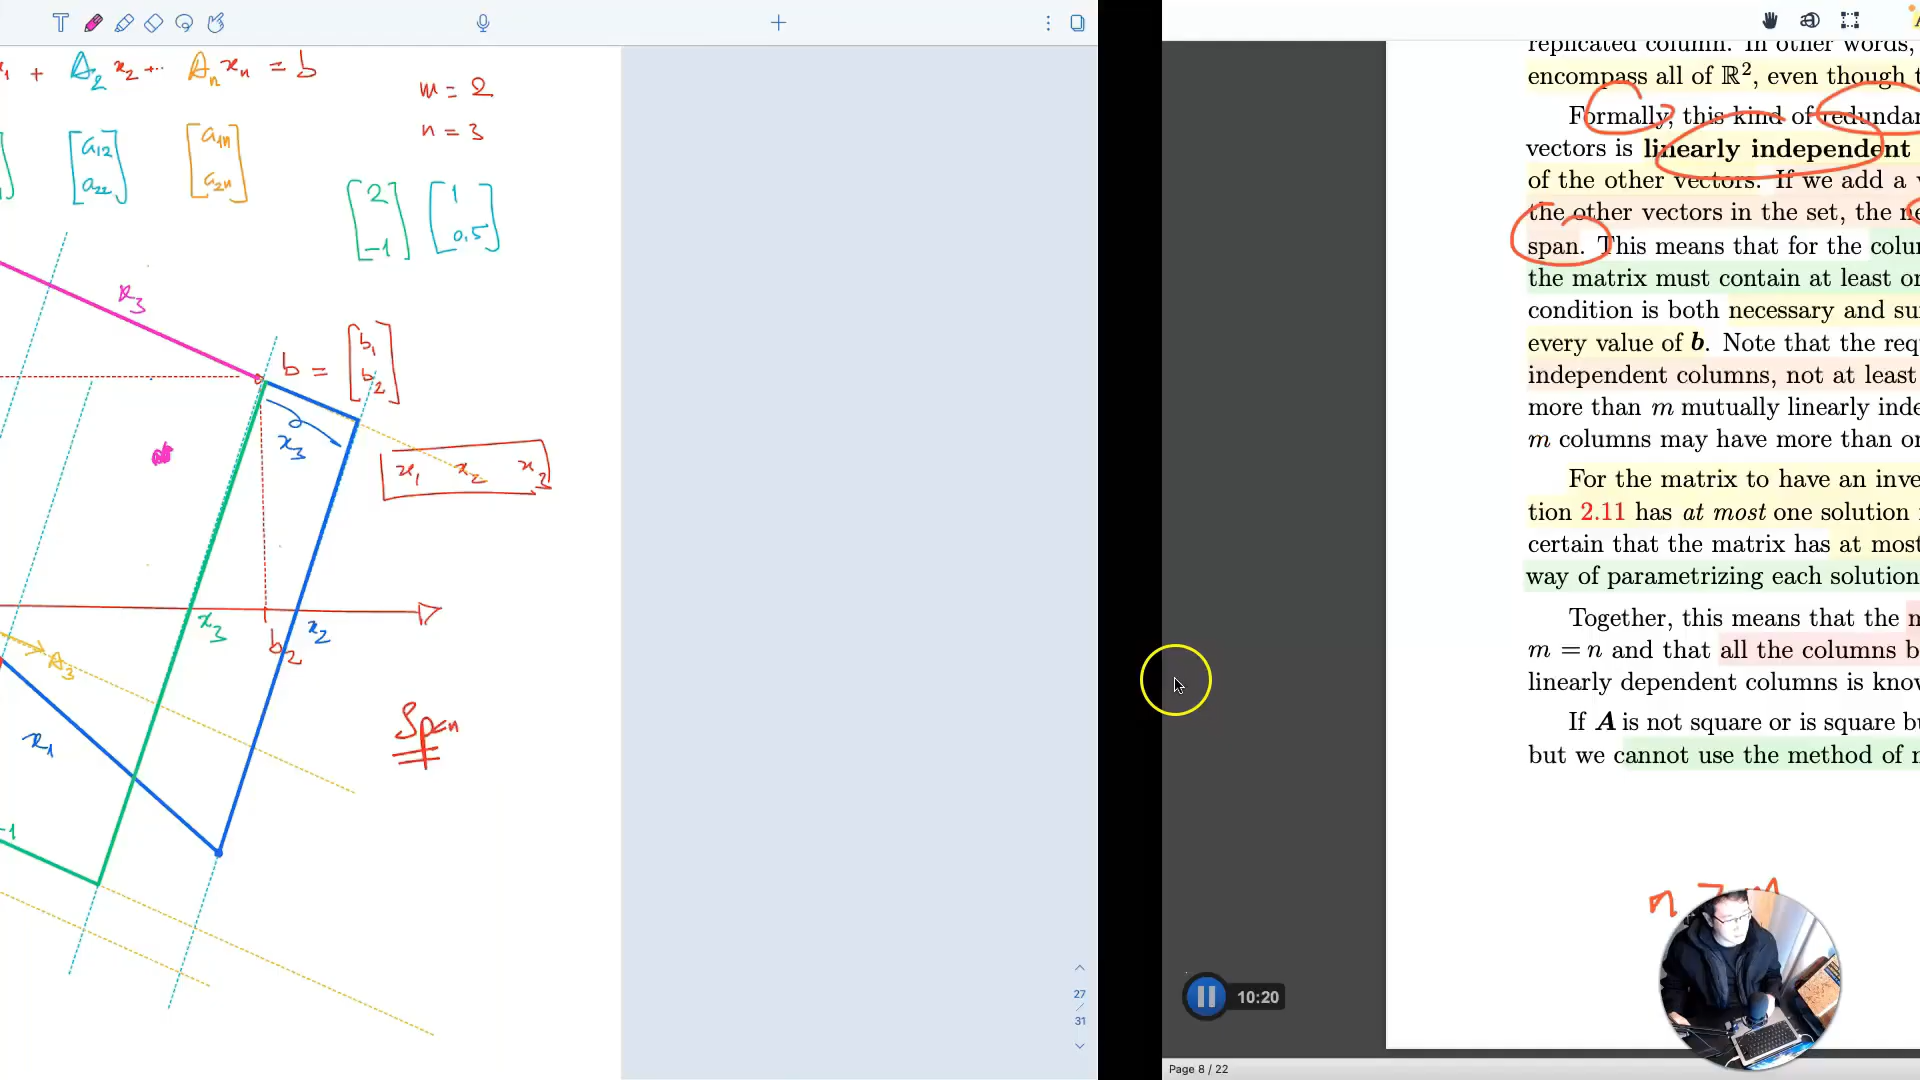 x1 + A2 x2 + ... An xn = b
m = 2
n = 3
[a12 a22]
[a1n a2n]
[2 -1] [1 0,5]
x3
b = [b1 b2]
x3
x1 x2 x3
x3
x2
b2
A3
x1
Span
-1
27
/
31
replicated column. In other words,
encompass all of ℝ², even though t
Formally, this kind of redundan
vectors is linearly independent
of the other vectors. If we add a v
the other vectors in the set, the ne
span. This means that for the colu
the matrix must contain at least on
condition is both necessary and su
every value of b. Note that the req
independent columns, not at least
more than m mutually linearly inde
m columns may have more than on
For the matrix to have an inve
tion 2.11 has at most one solution
certain that the matrix has at most
way of parametrizing each solution
Together, this means that the m
m = n and that all the columns b
linearly dependent columns is know
If A is not square or is square bu
but we cannot use the method of m
10:20
Page 8 / 22